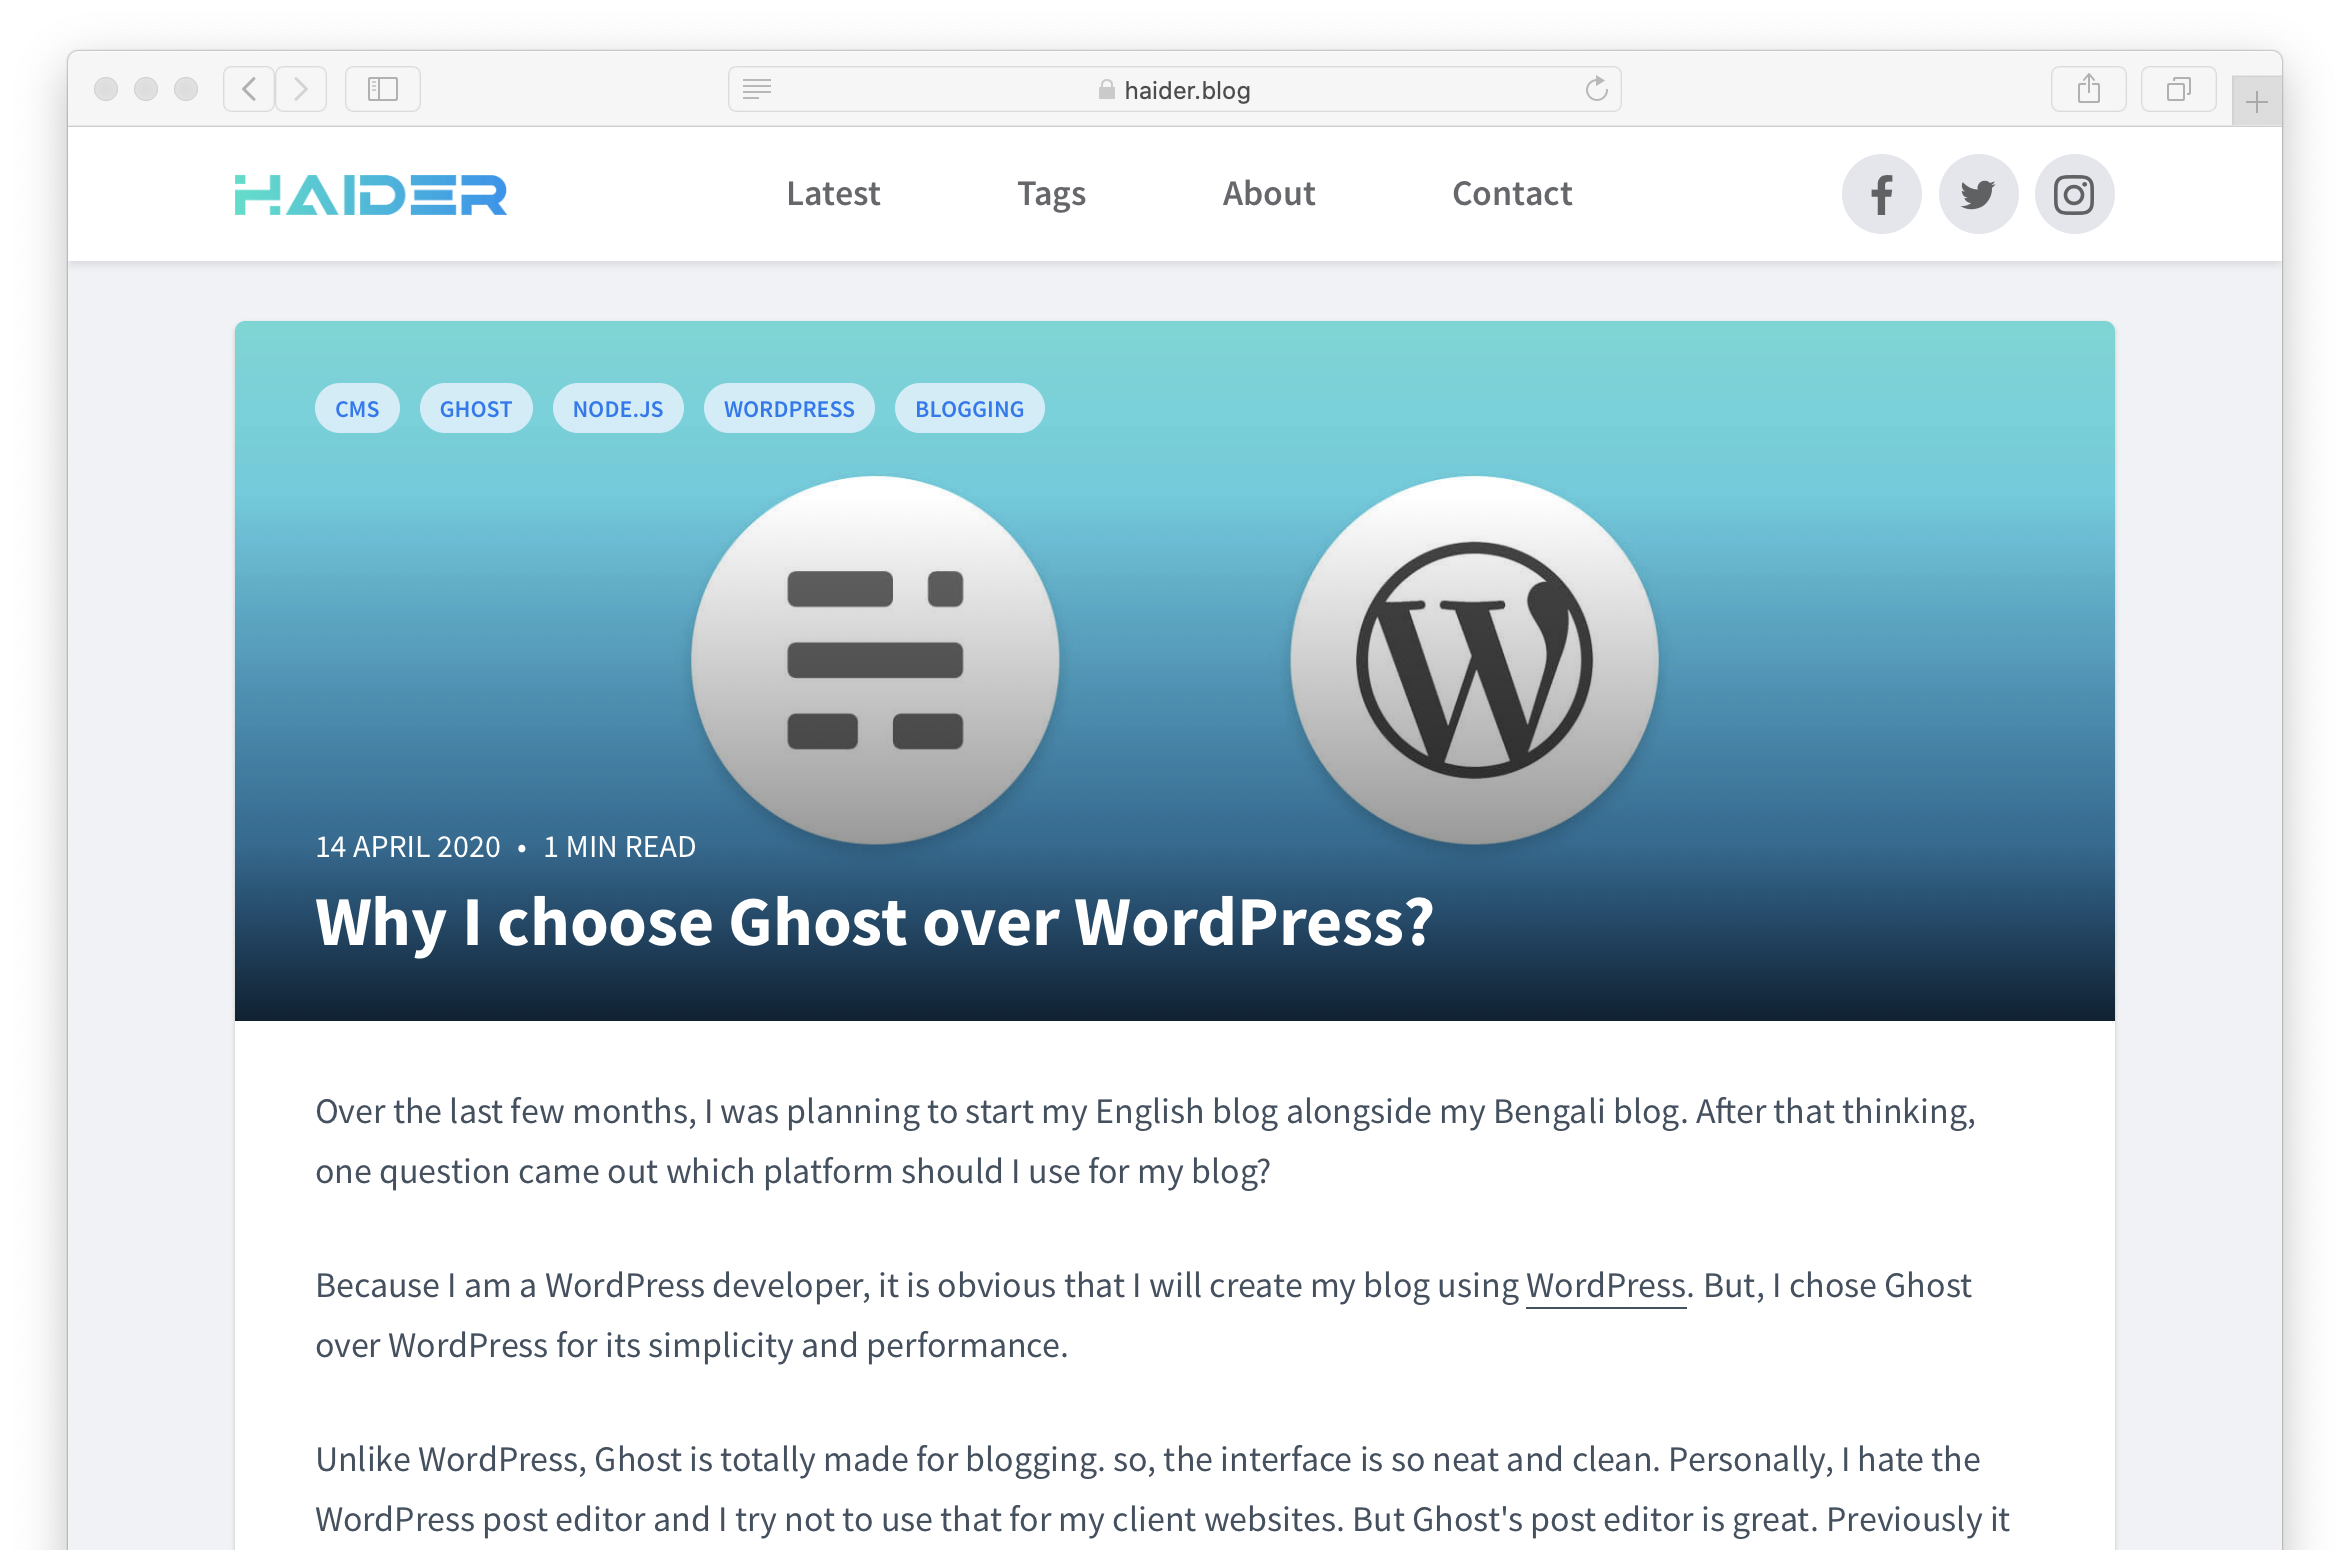 haider.blog
HAIDER
Latest
Tags
About
Contact
CMS
GHOST
NODE.JS
WORDPRESS
BLOGGING
14 APRIL 2020 • 1 MIN READ
Why I choose Ghost over WordPress?
Over the last few months, I was planning to start my English blog alongside my Bengali blog. After that thinking,
one question came out which platform should I use for my blog?
Because I am a WordPress developer, it is obvious that I will create my blog using WordPress. But, I chose Ghost
over WordPress for its simplicity and performance.
Unlike WordPress, Ghost is totally made for blogging. so, the interface is so neat and clean. Personally, I hate the
WordPress post editor and I try not to use that for my client websites. But Ghost's post editor is great. Previously it